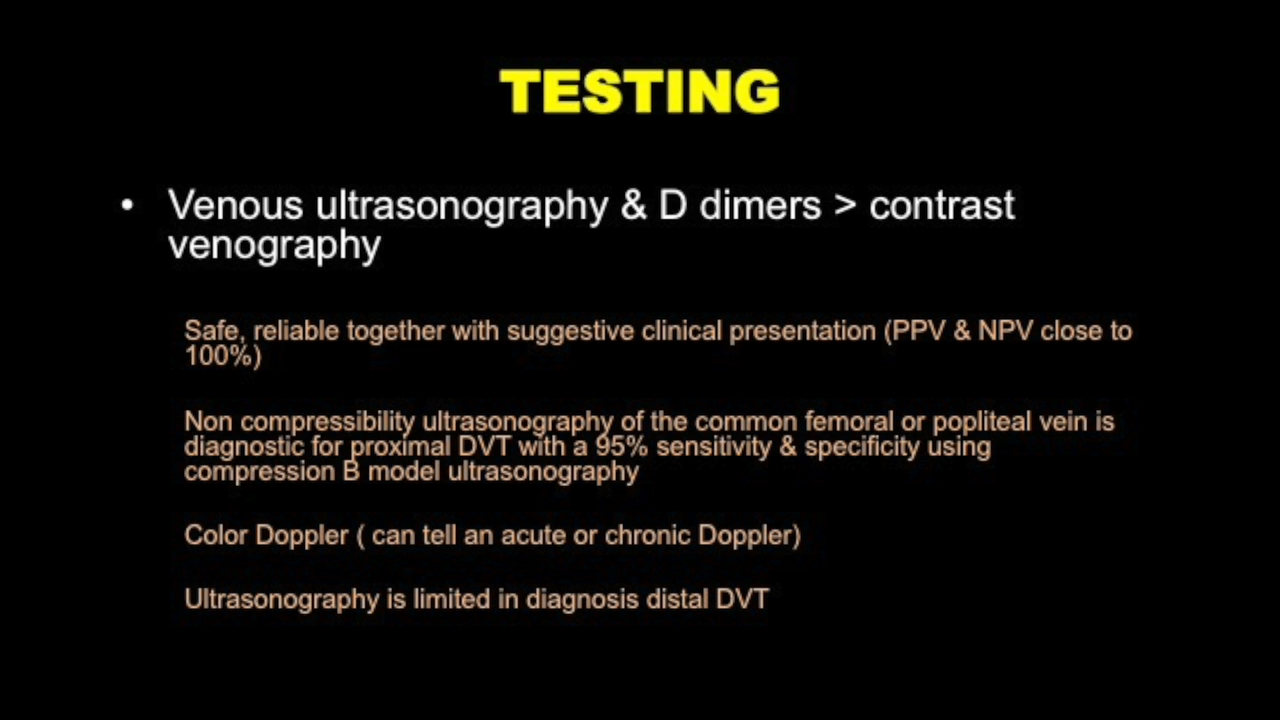 TESTING
• Venous ultrasonography & D dimers > contrast
venography
Safe, reliable together with suggestive clinical presentation (PPV & NPV close to
100%)
Non compressibility ultrasonography of the common femoral or popliteal vein is
diagnostic for proximal DVT with a 95% sensitivity & specificity using
compression B model ultrasonography
Color Doppler ( can tell an acute or chronic Doppler)
Ultrasonography is limited in diagnosis distal DVT